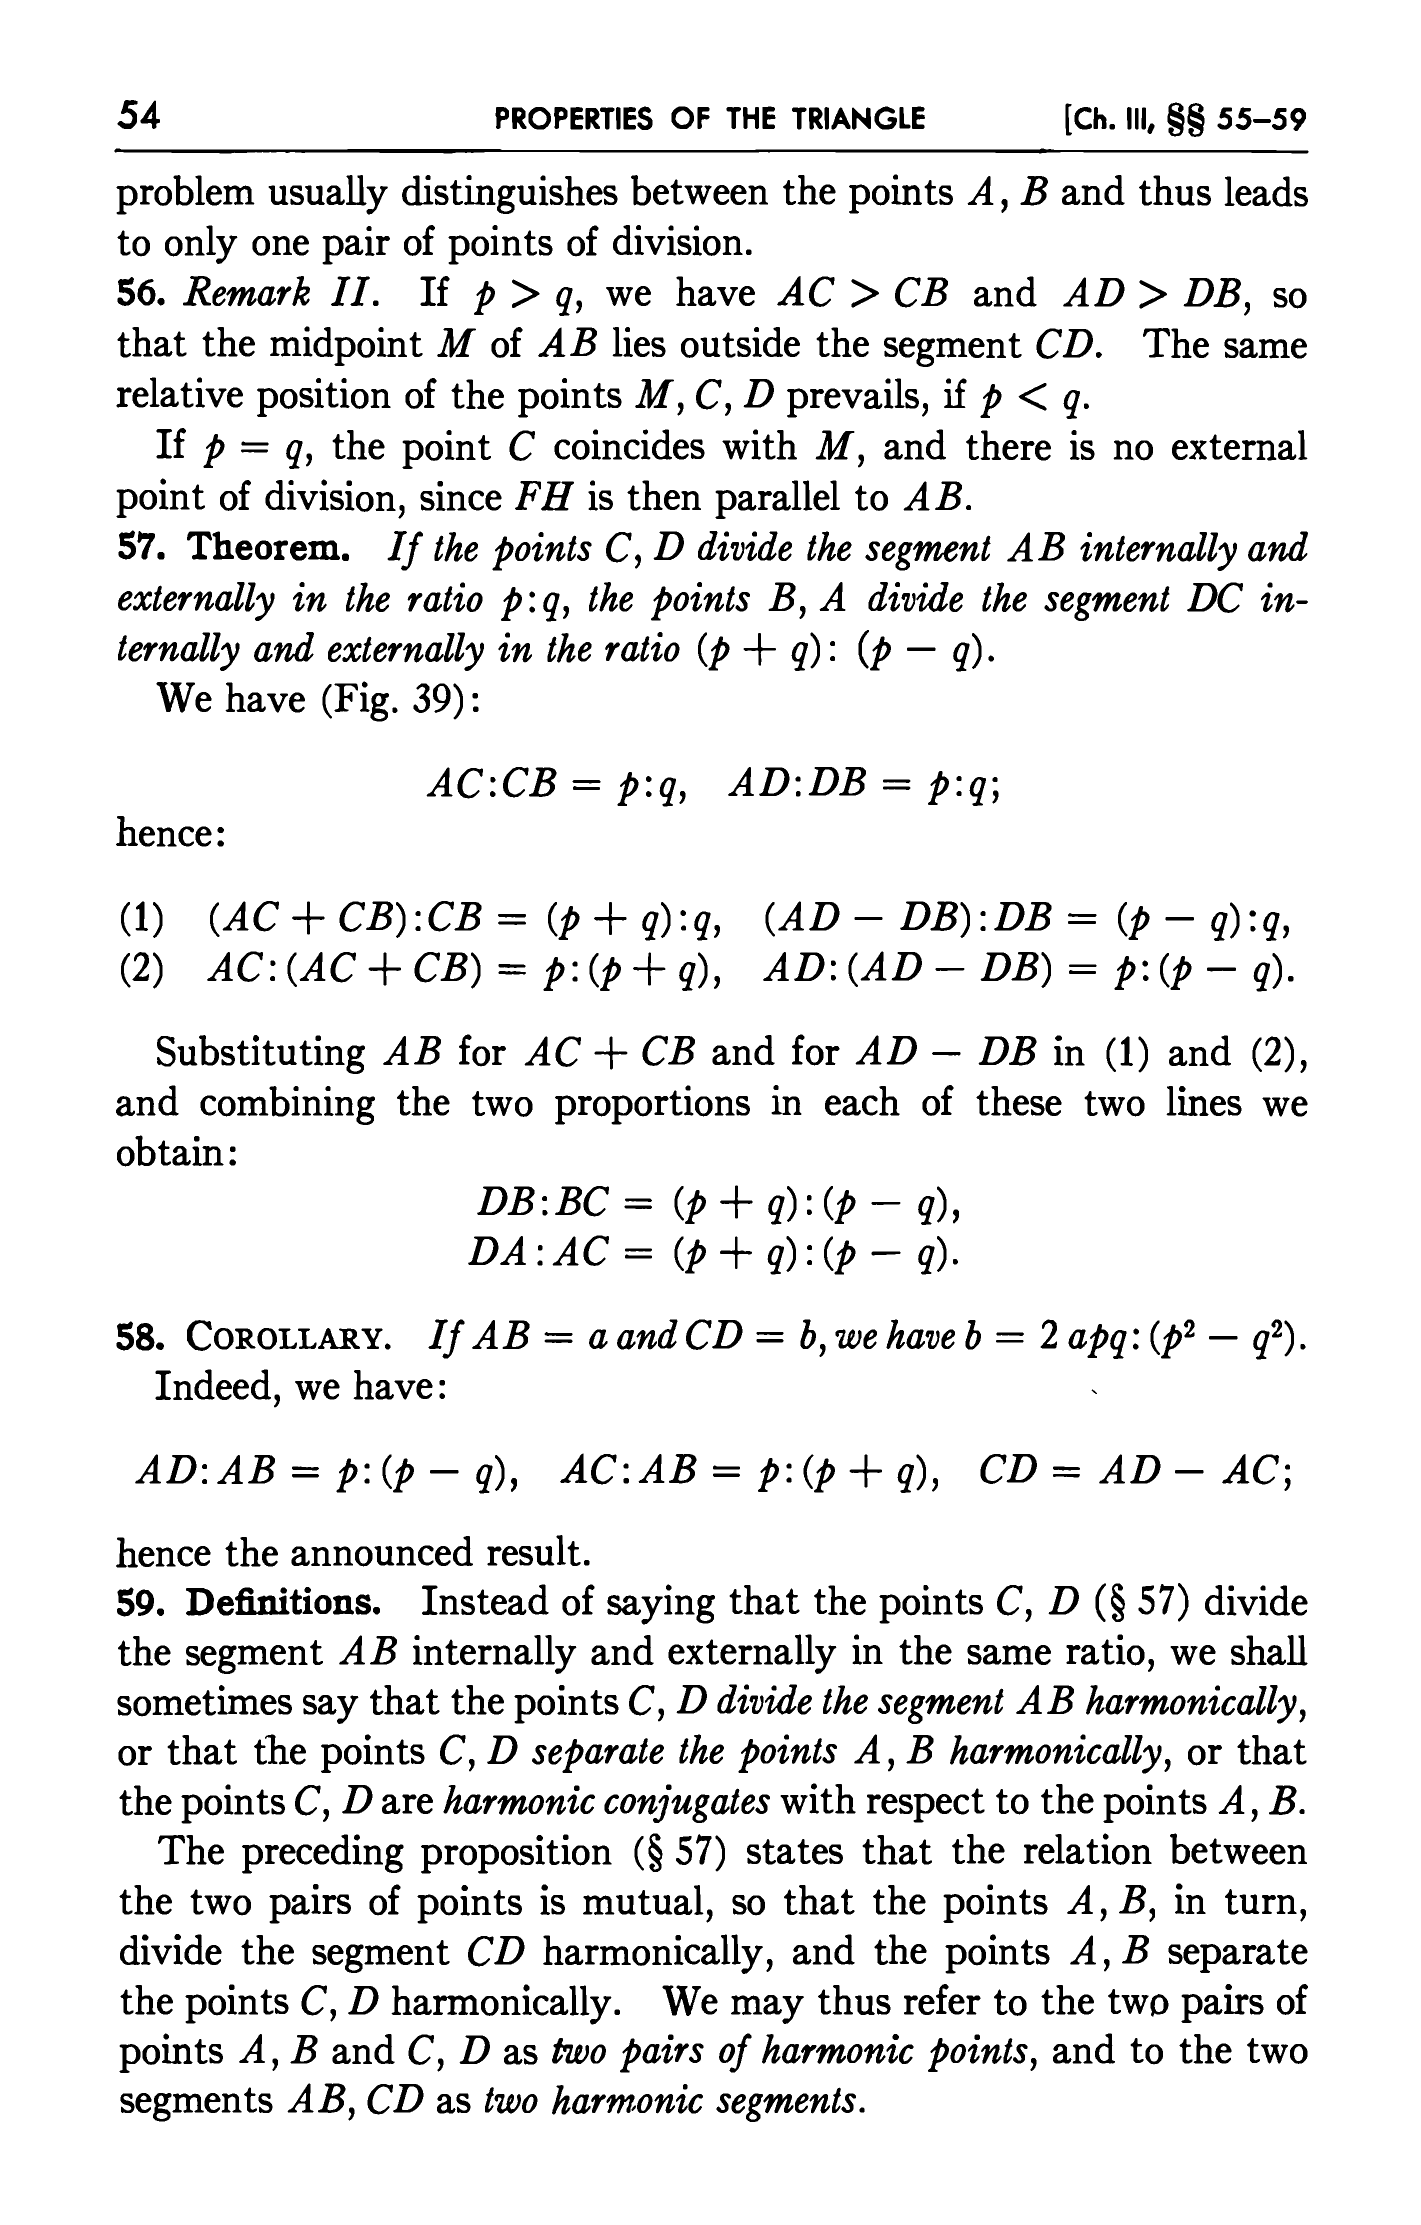 54 PROPERTIES OF THE TRIANGLE [Ch. III, §§ 55–59
problem usually distinguishes between the points A, B and thus leads
to only one pair of points of division.
56. Remark II. If p > q, we have AC > CB and AD > DB, so
that the midpoint M of AB lies outside the segment CD. The same
relative position of the points M, C, D prevails, if p < q.
If p = q, the point C coincides with M, and there is no external
point of division, since FH is then parallel to AB.
57. Theorem. If the points C, D divide the segment AB internally and
externally in the ratio p:q, the points B, A divide the segment DC in-
ternally and externally in the ratio (p + q): (p − q).
We have (Fig. 39):
AC:CB = p:q, AD:DB = p:q;
hence:
(1) (AC + CB):CB = (p + q):q, (AD − DB):DB = (p − q):q,
(2) AC:(AC + CB) = p:(p + q), AD:(AD − DB) = p:(p − q).
Substituting AB for AC + CB and for AD − DB in (1) and (2),
and combining the two proportions in each of these two lines we
obtain:
DB:BC = (p + q):(p − q),
DA:AC = (p + q):(p − q).
58. COROLLARY. If AB = a and CD = b, we have b = 2 apq:(p² − q²).
Indeed, we have:
AD:AB = p:(p − q), AC:AB = p:(p + q), CD = AD − AC;
hence the announced result.
59. Definitions. Instead of saying that the points C, D (§ 57) divide
the segment AB internally and externally in the same ratio, we shall
sometimes say that the points C, D divide the segment AB harmonically,
or that the points C, D separate the points A, B harmonically, or that
the points C, D are harmonic conjugates with respect to the points A, B.
The preceding proposition (§ 57) states that the relation between
the two pairs of points is mutual, so that the points A, B, in turn,
divide the segment CD harmonically, and the points A, B separate
the points C, D harmonically. We may thus refer to the two pairs of
points A, B and C, D as two pairs of harmonic points, and to the two
segments AB, CD as two harmonic segments.